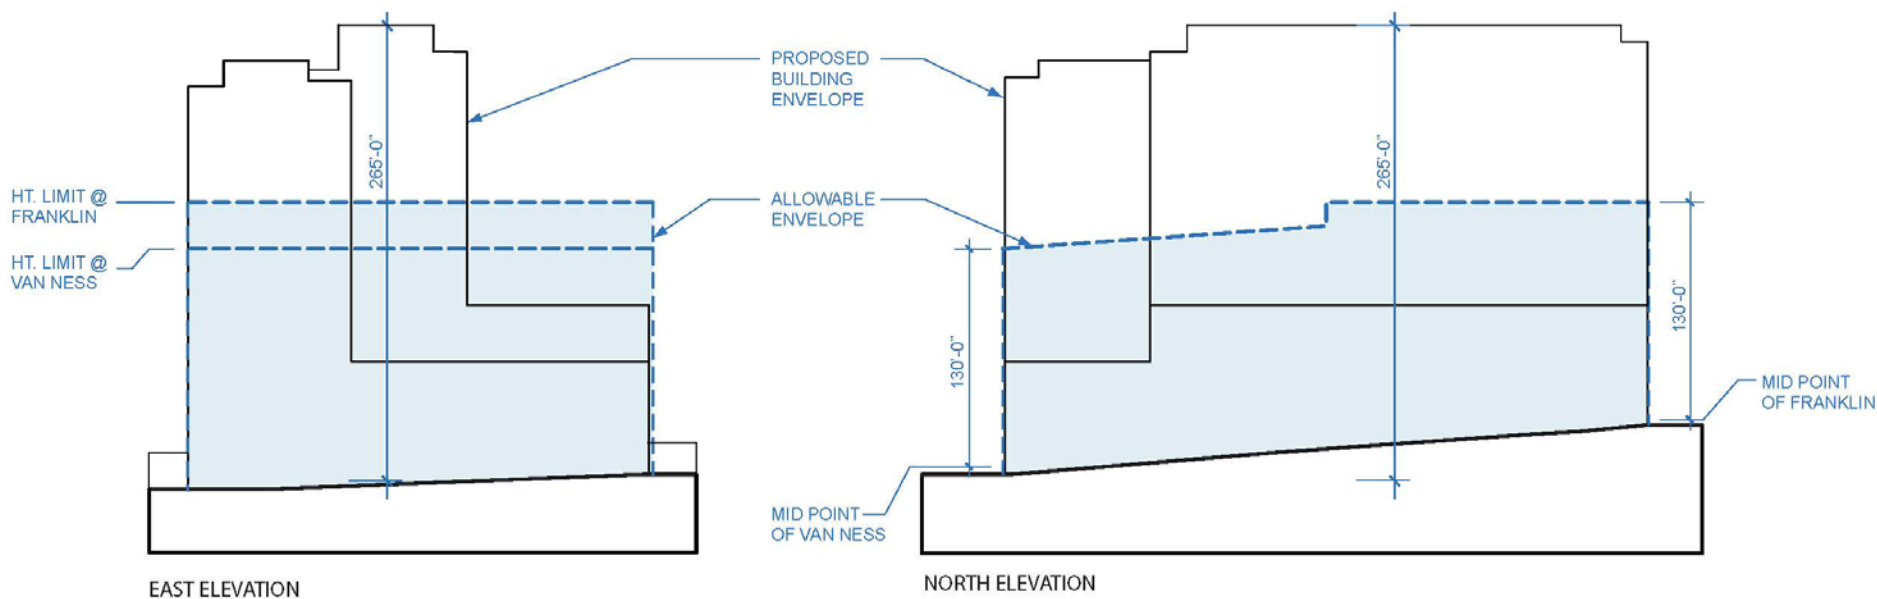 PROPOSED
BUILDING
ENVELOPE
265'-0"
265'-0"
HT. LIMIT @
FRANKLIN
ALLOWABLE
ENVELOPE
HT. LIMIT @
VAN NESS
130'-0"
130'-0"
MID POINT
OF FRANKLIN
MID POINT
OF VAN NESS
EAST ELEVATION
NORTH ELEVATION